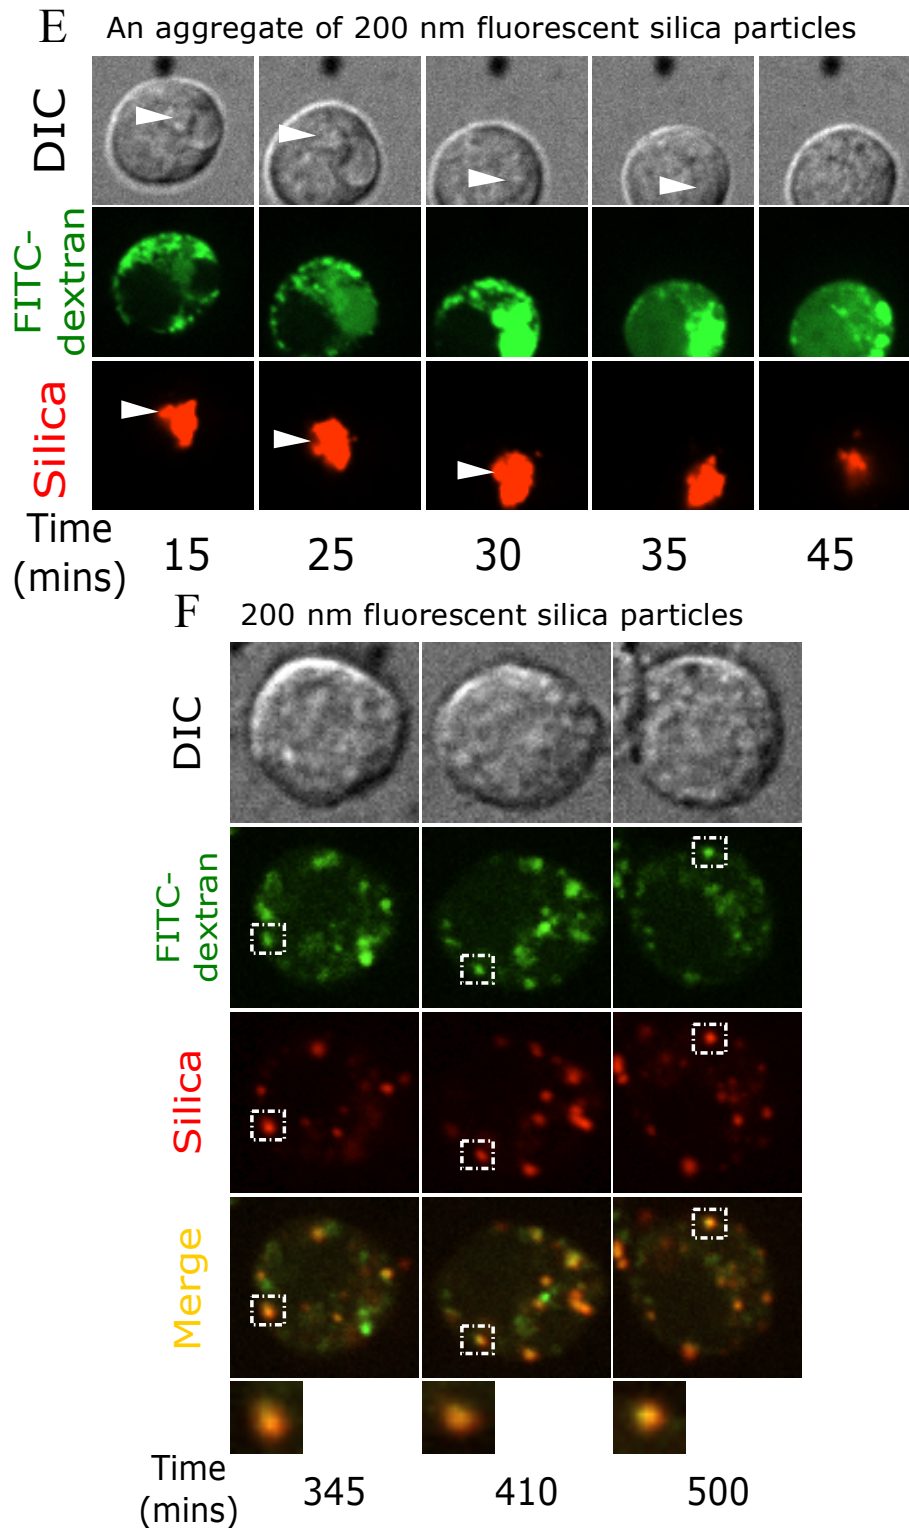 E An aggregate of 200 nm fluorescent silica particles
DIC
FITC-
dextran
Silica
Time
(mins) 15 25 30 35 45
F 200 nm fluorescent silica particles
DIC
FITC-
dextran
Silica
Merge
Time
(mins) 345 410 500